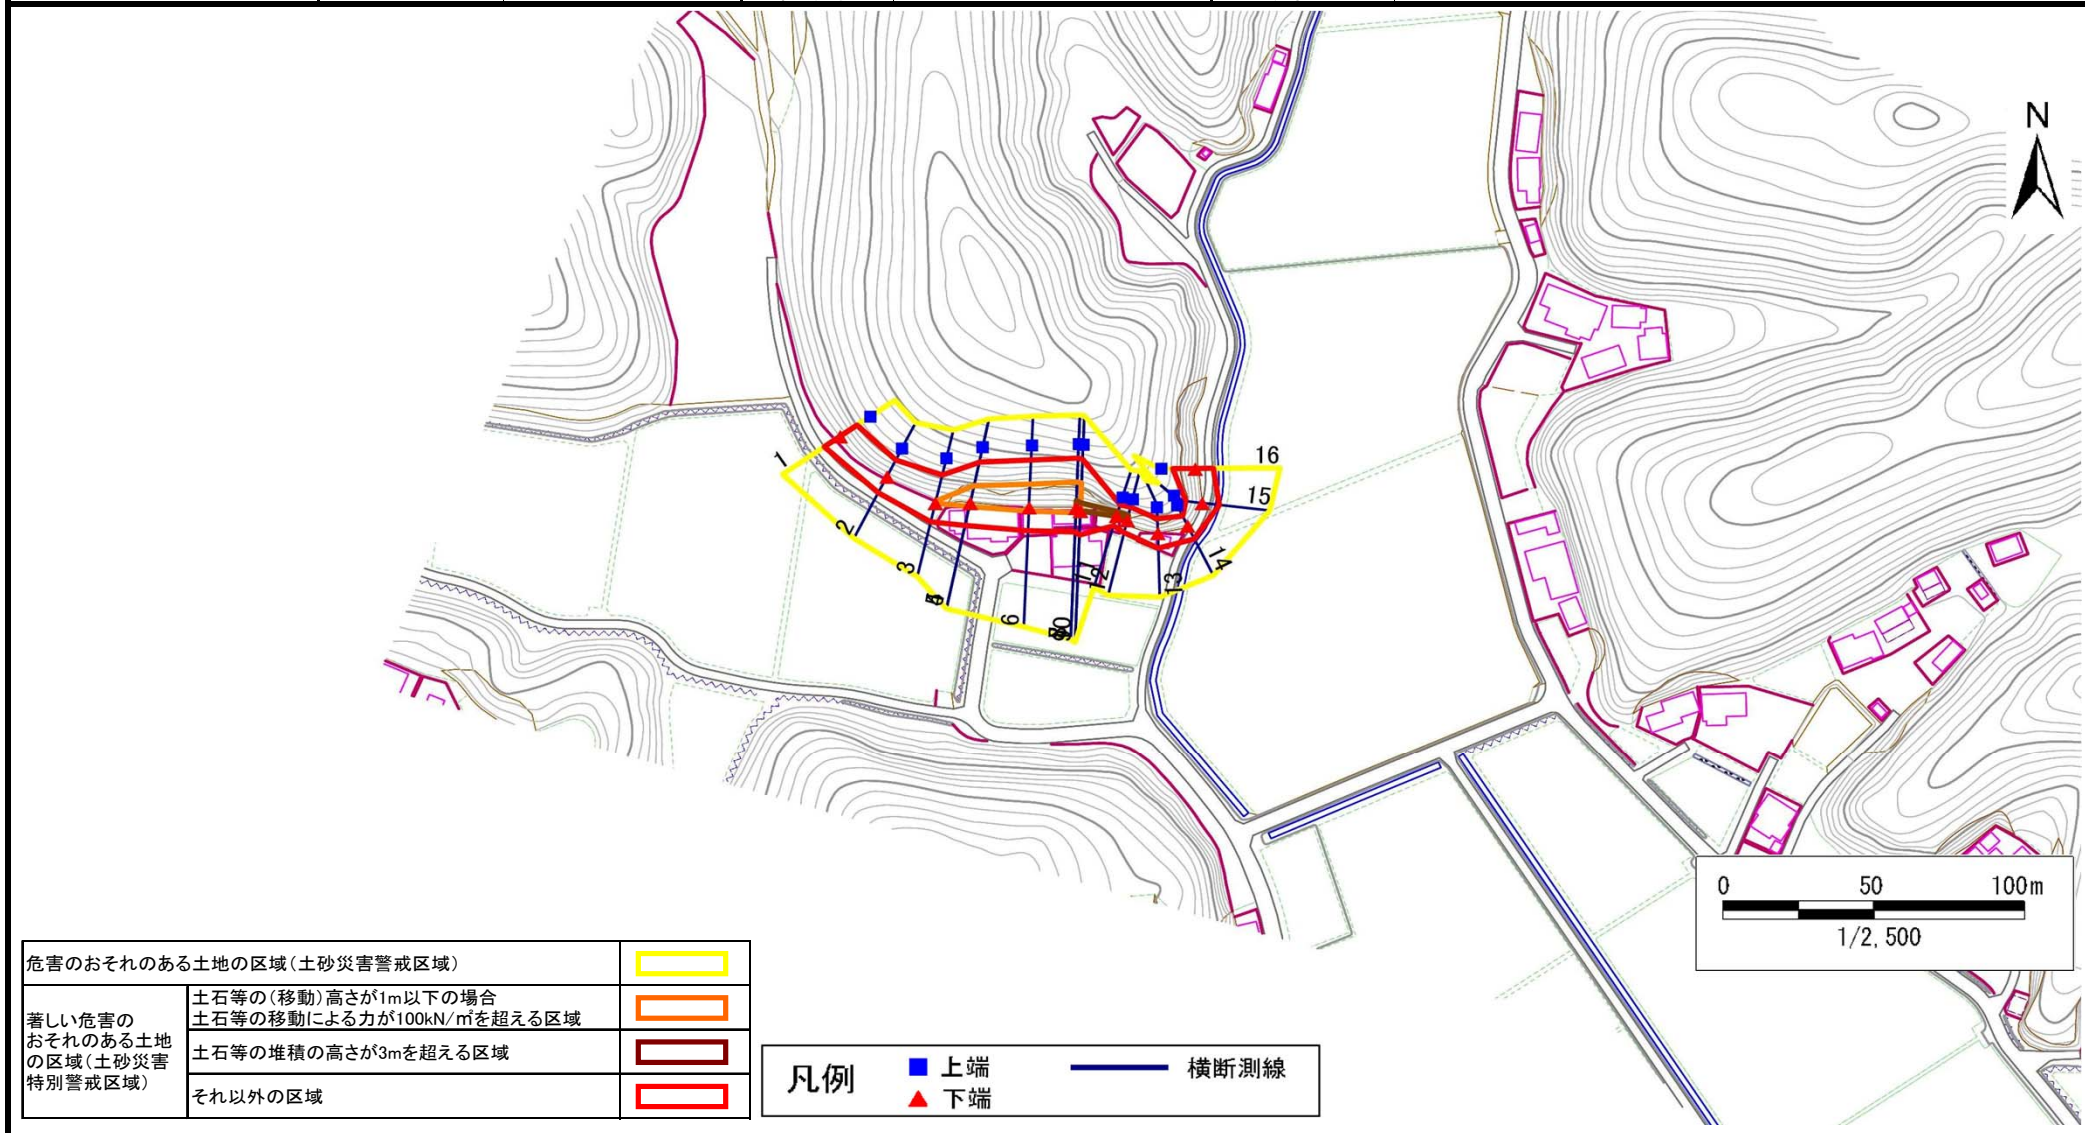 N
1
2
3
6
11
12
13
14
15
16
0 50 100m
1/2,500
危害のおそれのある土地の区域(土砂災害警戒区域)
著しい危害の
おそれのある土地
の区域(土砂災害
特別警戒区域)
土石等の(移動)高さが1m以下の場合
土石等の移動による力が100kN/㎡を超える区域
土石等の堆積の高さが3mを超える区域
それ以外の区域
凡例
上端
下端
横断測線